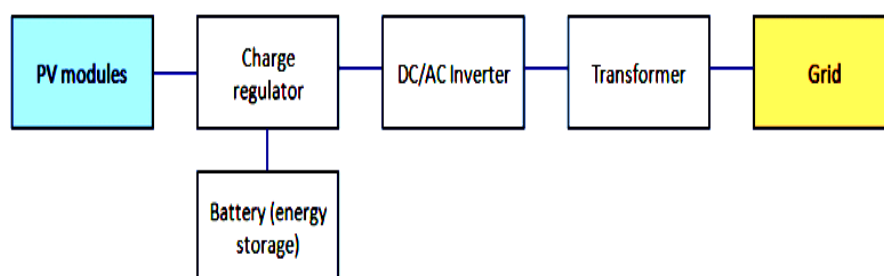 PV modules
Charge
regulator
DC/AC Inverter
Transformer
Grid
Battery (energy
storage)